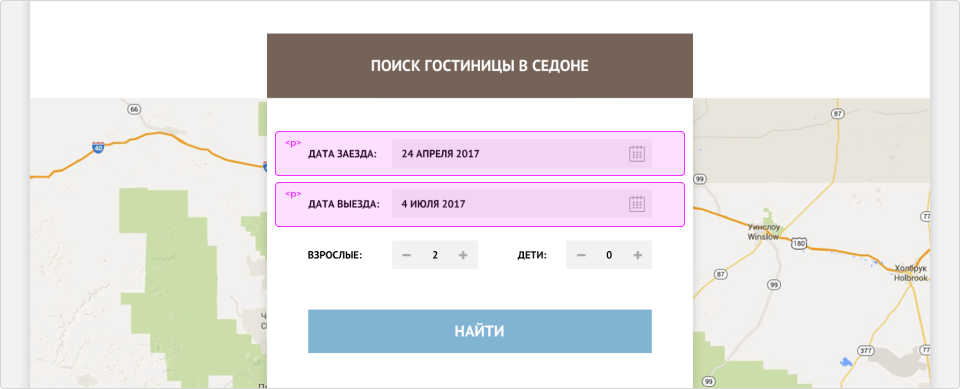 ПОИСК ГОСТИНИЦЫ В СЕДОНЕ
66
87
40
<p>
ДАТА ЗАЕЗДА: 24 АПРЕЛЯ 2017
99
<p>
ДАТА ВЫЕЗДА: 4 ИЮЛЯ 2017
77
Уинслоу
Winslow
180
ВЗРОСЛЫЕ: − 2 + ДЕТИ: − 0 +
87
Холбрук
Holbrook
99
НАЙТИ
377
77
99